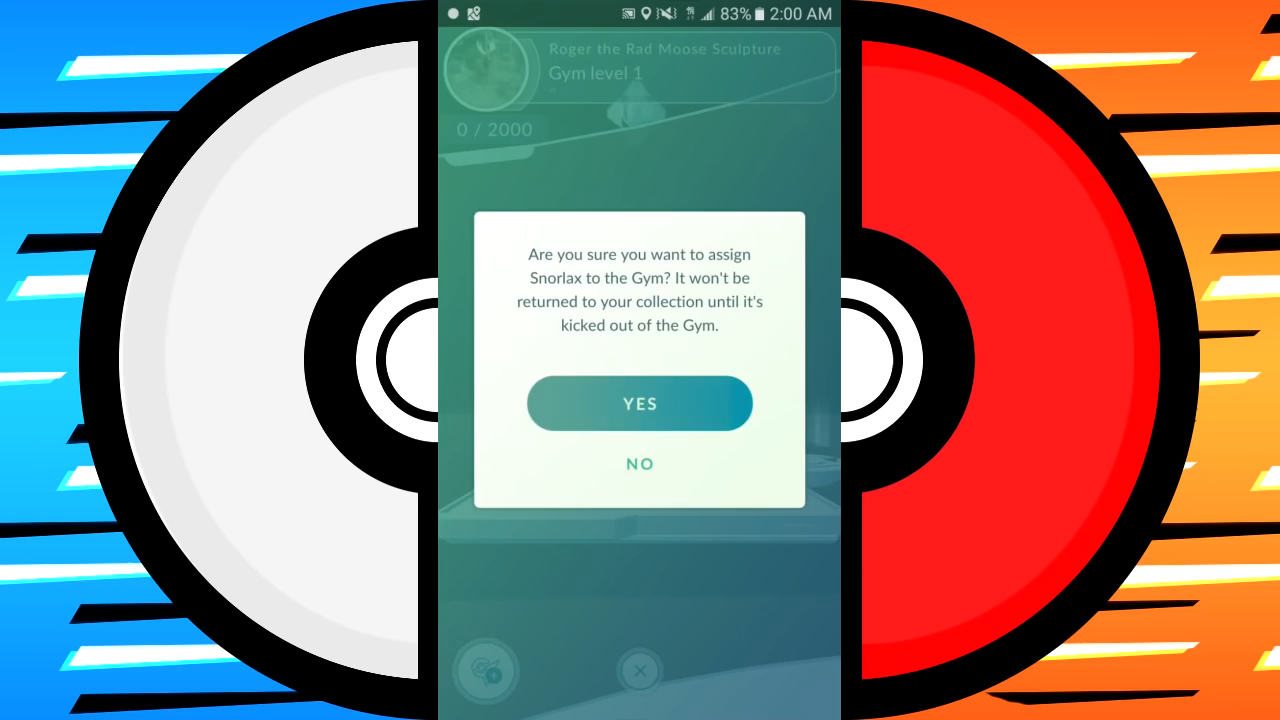 83% 2:00 AM
Roger the Rad Moose Sculpture
Gym level 1
0 / 2000
Are you sure you want to assign
Snorlax to the Gym? It won't be
returned to your collection until it's
kicked out of the Gym.
YES
NO